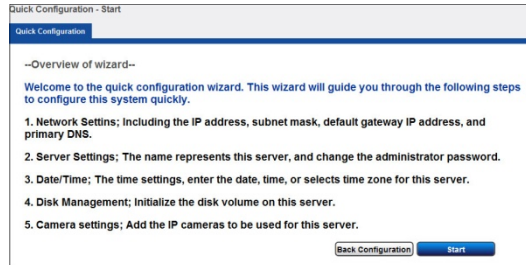 Quick Configuration - Start
Quick Configuration
--Overview of wizard--
Welcome to the quick configuration wizard. This wizard will guide you through the following steps
to configure this system quickly.
1. Network Settins; Including the IP address, subnet mask, default gateway IP address, and
primary DNS.
2. Server Settings; The name represents this server, and change the administrator password.
3. Date/Time; The time settings, enter the date, time, or selects time zone for this server.
4. Disk Management; Initialize the disk volume on this server.
5. Camera settings; Add the IP cameras to be used for this server.
Back Configuration Start